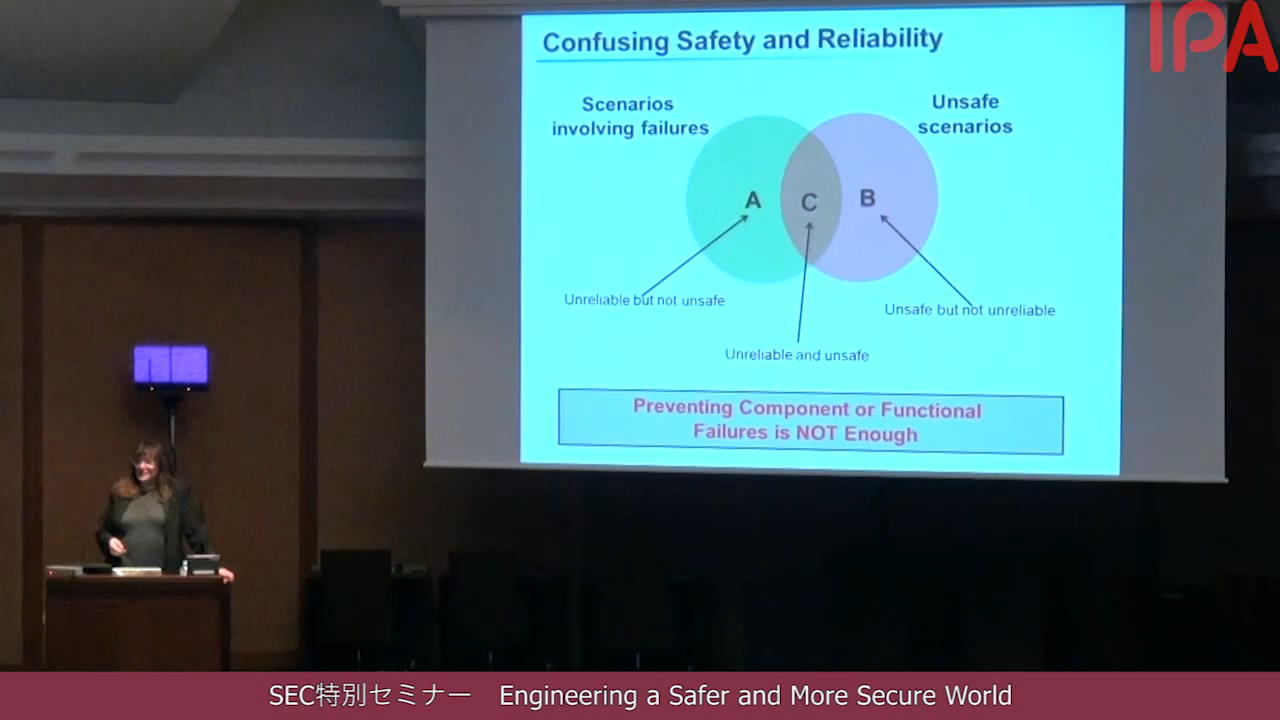 IPA
Confusing Safety and Reliability
Scenarios
involving failures
Unsafe
scenarios
A
C
B
Unreliable but not unsafe
Unsafe but not unreliable
Unreliable and unsafe
Preventing Component or Functional
Failures is NOT Enough
SEC特別セミナー Engineering a Safer and More Secure World